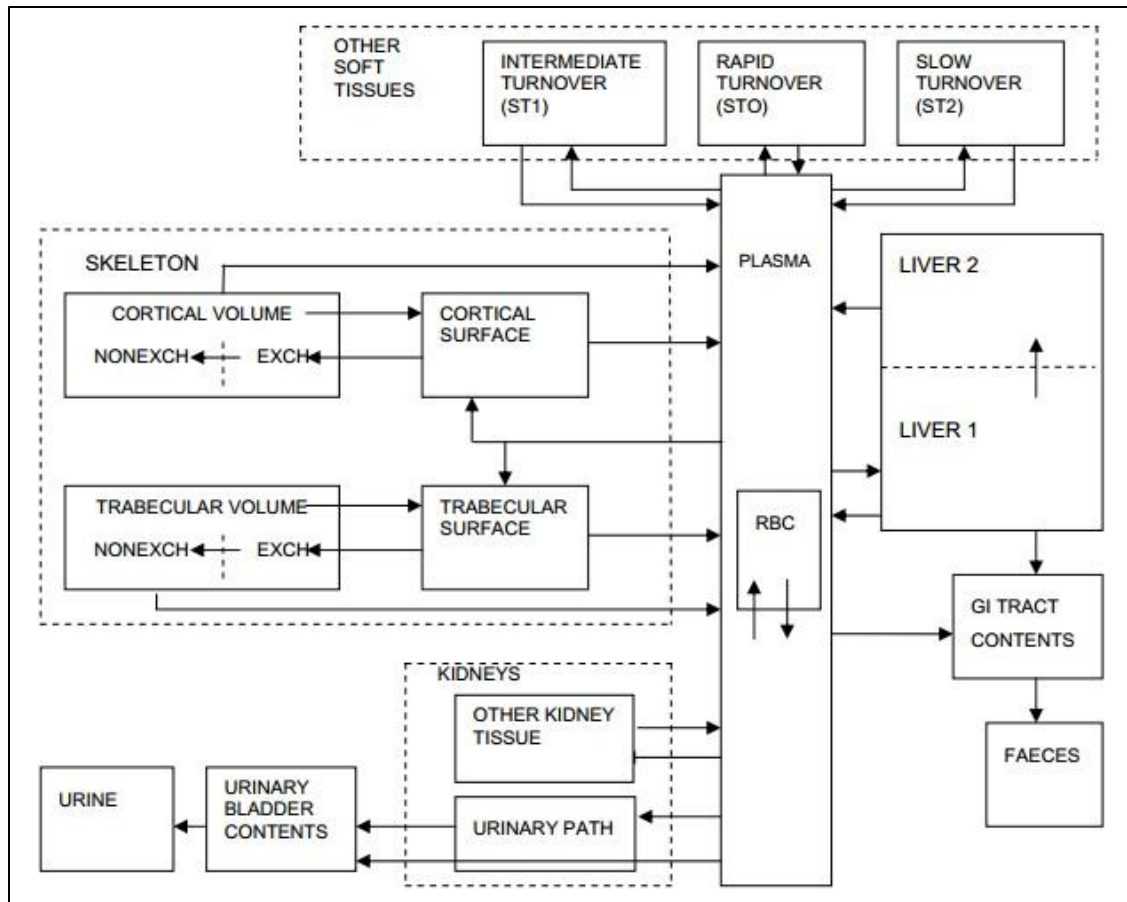 OTHER
SOFT
TISSUES
INTERMEDIATE
TURNOVER
(ST1)
RAPID
TURNOVER
(STO)
SLOW
TURNOVER
(ST2)
SKELETON
CORTICAL VOLUME
NONEXCH
EXCH
CORTICAL
SURFACE
TRABECULAR VOLUME
NONEXCH
EXCH
TRABECULAR
SURFACE
PLASMA
RBC
LIVER 2
LIVER 1
GI TRACT
CONTENTS
FAECES
KIDNEYS
OTHER KIDNEY
TISSUE
URINARY PATH
URINARY
BLADDER
CONTENTS
URINE